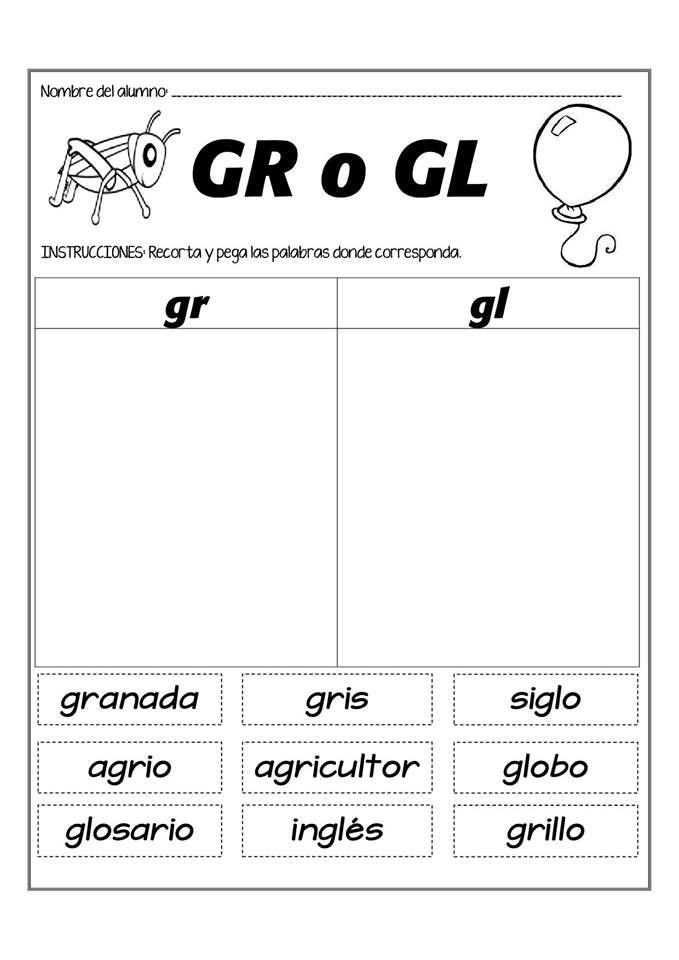 Nombre del alumno:
GR o GL
INSTRUCCIONES: Recorta y pega las palabras donde corresponda.
gr gl
granada gris siglo
agrio agricultor globo
glosario inglés grillo